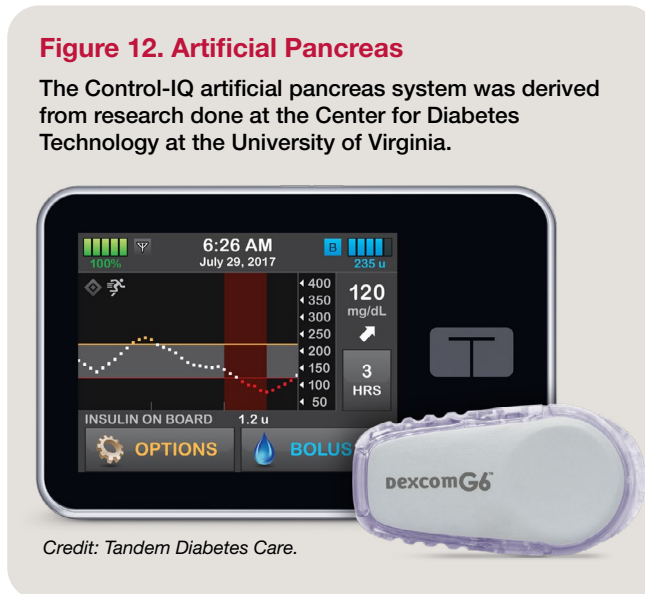 Figure 12. Artificial Pancreas
The Control-IQ artificial pancreas system was derived
from research done at the Center for Diabetes
Technology at the University of Virginia.
100%
6:26 AM
July 29, 2017
B
235 u
400
350
300
250
200
150
100
50
120
mg/dL
3
HRS
INSULIN ON BOARD 1.2 u
OPTIONS
BOLUS
DexcomG6™
Credit: Tandem Diabetes Care.